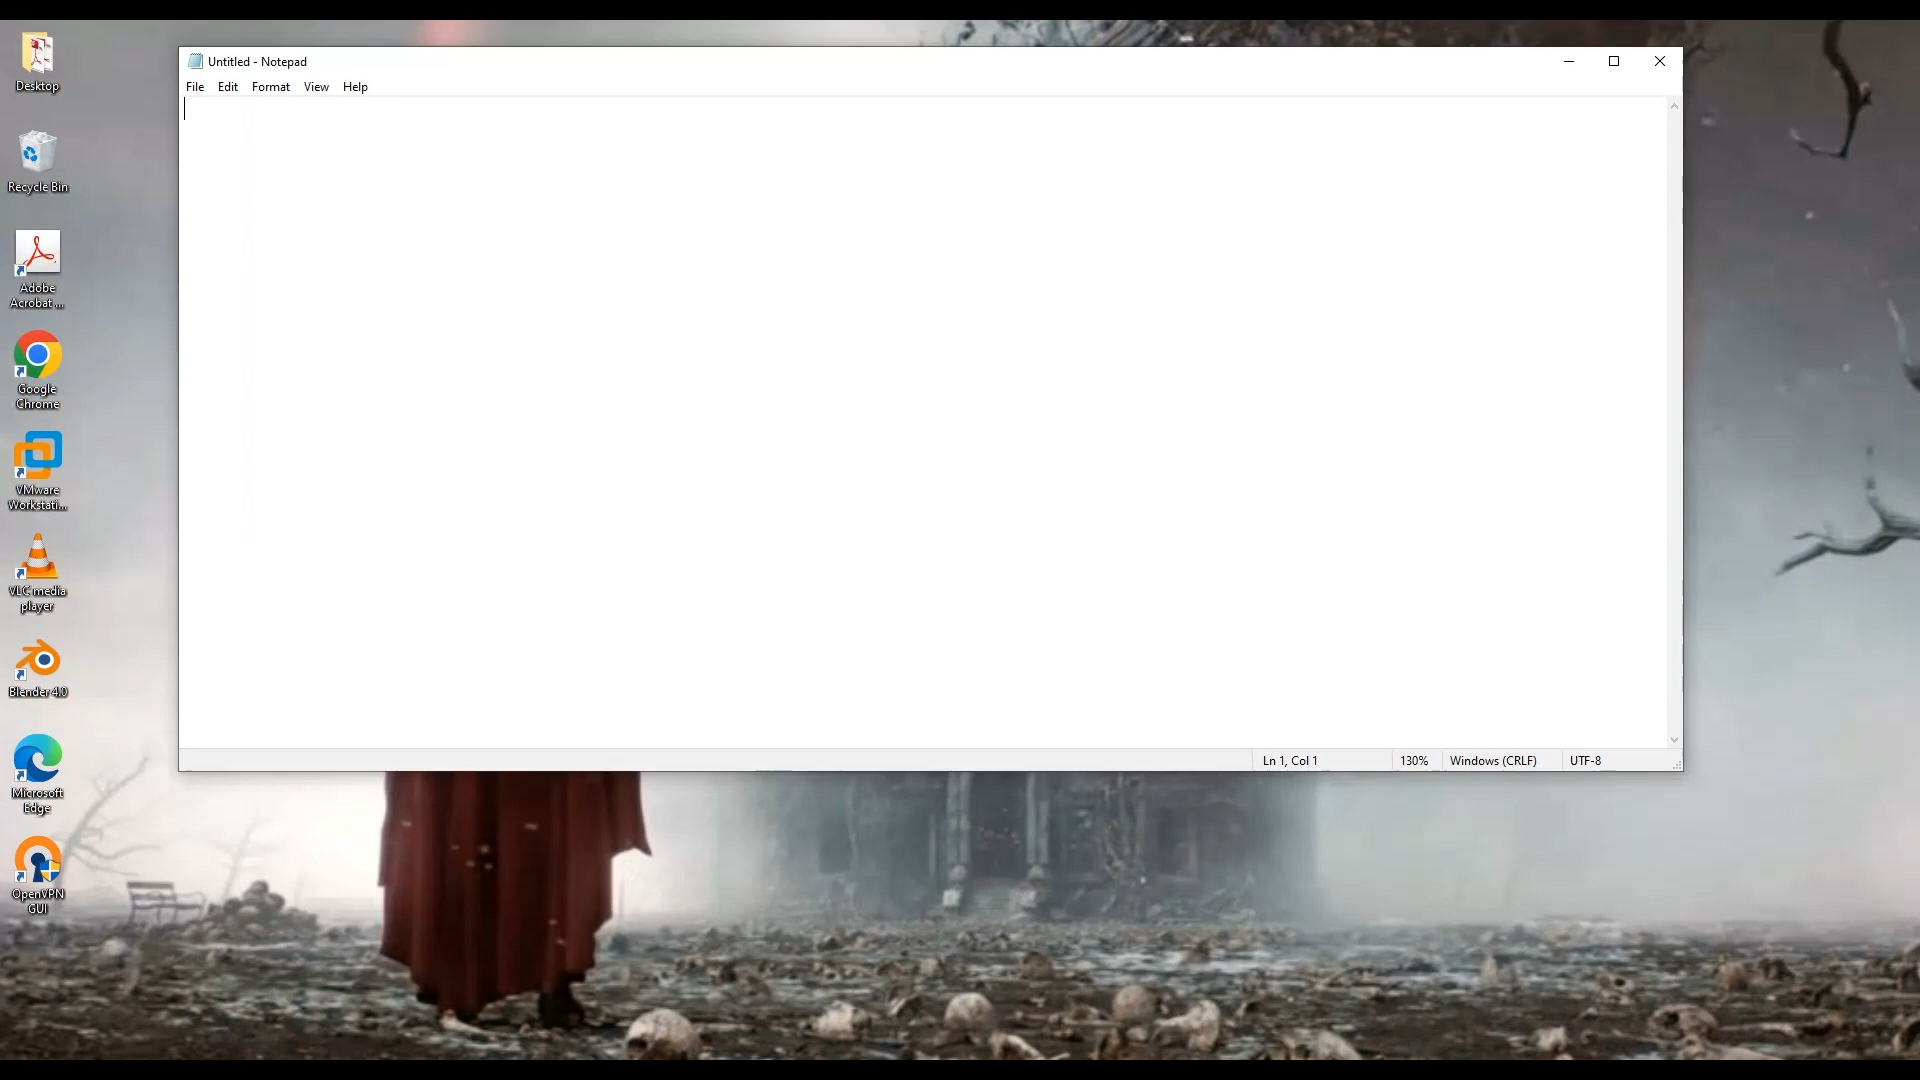 Untitled - Notepad
File Edit Format View Help
Desktop
Recycle Bin
Adobe
Acrobat ...
Google
Chrome
VMware
Workstati...
VLC media
player
Blender 4.0
Microsoft
Edge
OpenVPN
GUI
Ln 1, Col 1
130%
Windows (CRLF)
UTF-8